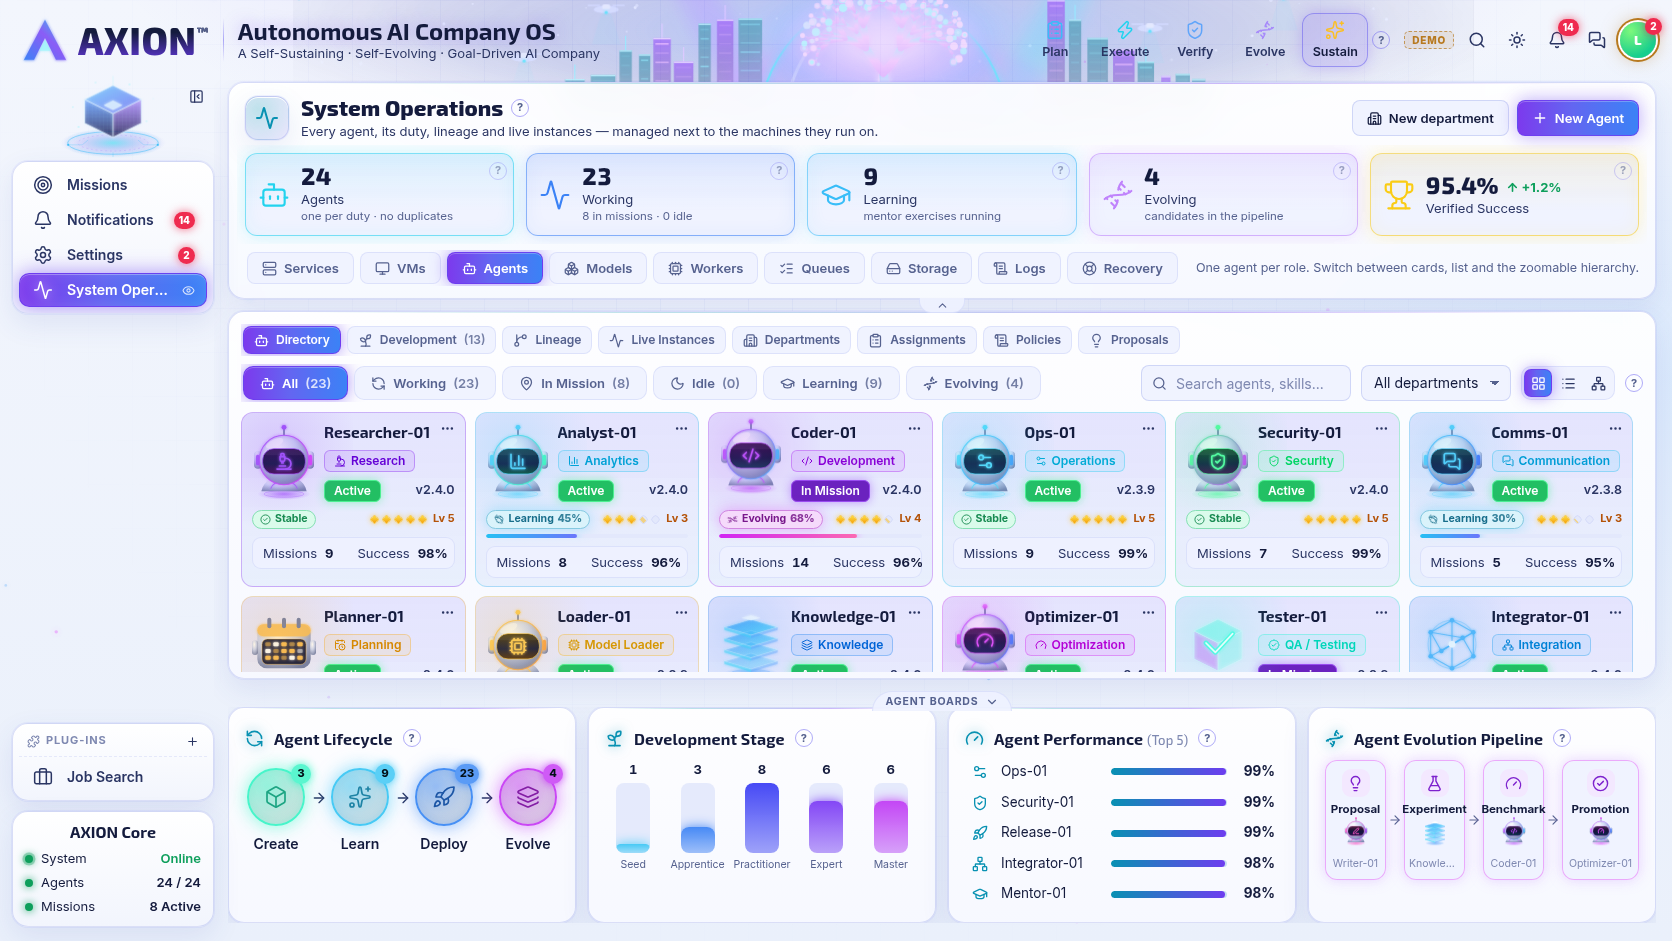 AXION™
Autonomous AI Company OS
A Self-Sustaining · Self-Evolving · Goal-Driven AI Company
Plan
Execute
Verify
Evolve
Sustain
?
DEMO
14
L
2
Missions
Notifications 14
Settings 2
System Oper...
PLUG-INS +
Job Search
AXION Core
System Online
Agents 24 / 24
Missions 8 Active
System Operations ?
Every agent, its duty, lineage and live instances — managed next to the machines they run on.
New department
+ New Agent
24 ?
Agents
one per duty · no duplicates
23 ?
Working
8 in missions · 0 idle
9 ?
Learning
mentor exercises running
4 ?
Evolving
candidates in the pipeline
95.4% ↑ +1.2% ?
Verified Success
Services VMs Agents Models Workers Queues Storage Logs Recovery One agent per role. Switch between cards, list and the zoomable hierarchy.
Directory Development (13) Lineage Live Instances Departments Assignments Policies Proposals
All (23) Working (23) In Mission (8) Idle (0) Learning (9) Evolving (4) Search agents, skills... All departments ?
Researcher-01 ...
Research
Active v2.4.0
Stable Lv 5
Missions 9 Success 98%
Analyst-01 ...
Analytics
Active v2.4.0
Learning 45% Lv 3
Missions 8 Success 96%
Coder-01 ...
Development
In Mission v2.4.0
Evolving 68% Lv 4
Missions 14 Success 96%
Ops-01 ...
Operations
Active v2.3.9
Stable Lv 5
Missions 9 Success 99%
Security-01 ...
Security
Active v2.4.0
Stable Lv 5
Missions 7 Success 99%
Comms-01 ...
Communication
Active v2.3.8
Learning 30% Lv 3
Missions 5 Success 95%
Planner-01 ...
Planning
Loader-01 ...
Model Loader
Knowledge-01 ...
Knowledge
Optimizer-01 ...
Optimization
Tester-01 ...
QA / Testing
Integrator-01 ...
Integration
AGENT BOARDS
Agent Lifecycle ?
3 9 23 4
Create Learn Deploy Evolve
Development Stage ?
1 3 8 6 6
Seed Apprentice Practitioner Expert Master
Agent Performance (Top 5) ?
Ops-01 99%
Security-01 99%
Release-01 99%
Integrator-01 98%
Mentor-01 98%
Agent Evolution Pipeline ?
Proposal Experiment Benchmark Promotion
Writer-01 Knowle... Coder-01 Optimizer-01